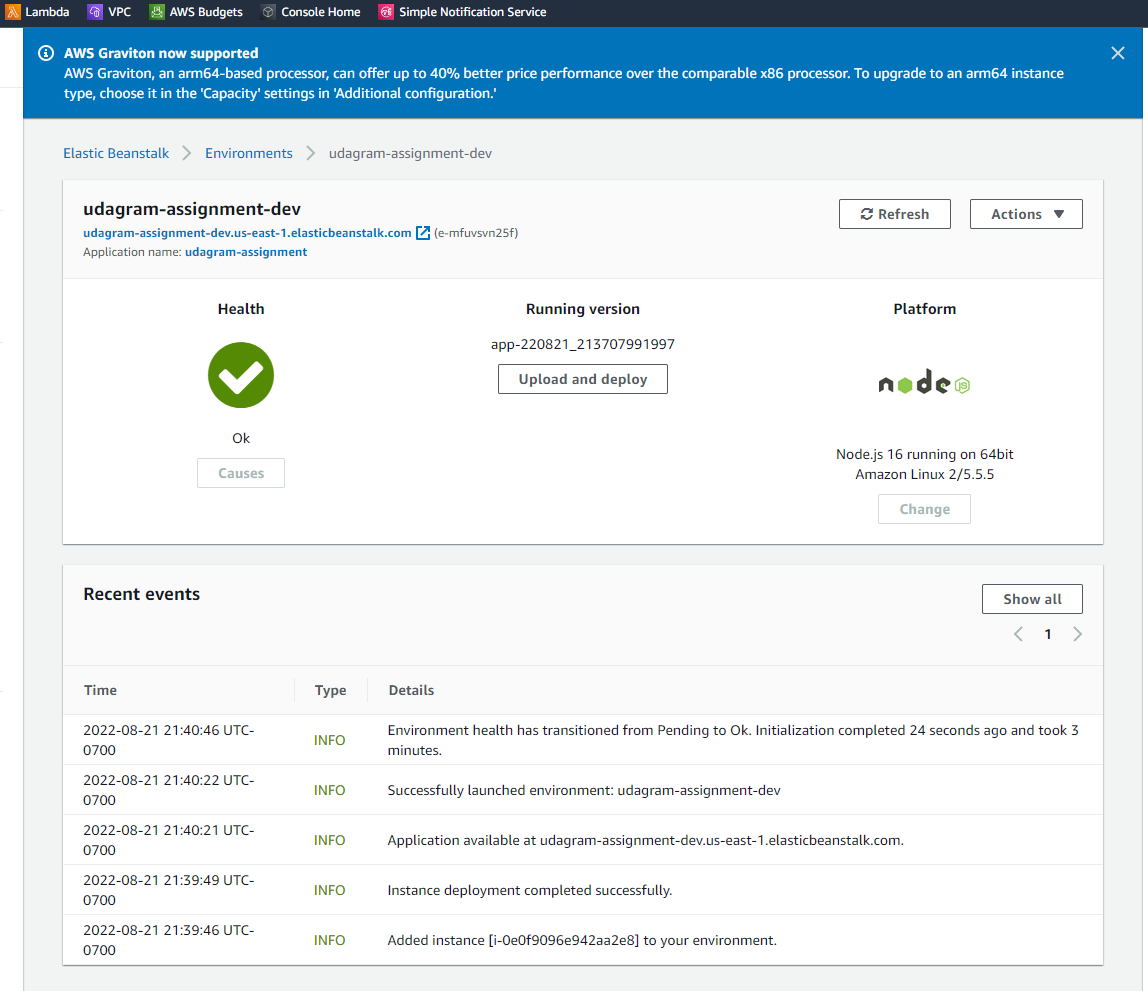 Lambda VPC AWS Budgets Console Home Simple Notification Service
AWS Graviton now supported
AWS Graviton, an arm64-based processor, can offer up to 40% better price performance over the comparable x86 processor. To upgrade to an arm64 instance
type, choose it in the 'Capacity' settings in 'Additional configuration.'
Elastic Beanstalk Environments udagram-assignment-dev
udagram-assignment-dev
Refresh
Actions
udagram-assignment-dev.us-east-1.elasticbeanstalk.com (e-mfuvsvn25f)
Application name: udagram-assignment
Health
Ok
Causes
Running version
app-220821_213707991997
Upload and deploy
Platform
node JS
Node.js 16 running on 64bit
Amazon Linux 2/5.5.5
Change
Recent events
Show all
1
Time Type Details
2022-08-21 21:40:46 UTC-
0700
INFO
Environment health has transitioned from Pending to Ok. Initialization completed 24 seconds ago and took 3
minutes.
2022-08-21 21:40:22 UTC-
0700
INFO
Successfully launched environment: udagram-assignment-dev
2022-08-21 21:40:21 UTC-
0700
INFO
Application available at udagram-assignment-dev.us-east-1.elasticbeanstalk.com.
2022-08-21 21:39:49 UTC-
0700
INFO
Instance deployment completed successfully.
2022-08-21 21:39:46 UTC-
0700
INFO
Added instance [i-0e0f9096e942aa2e8] to your environment.